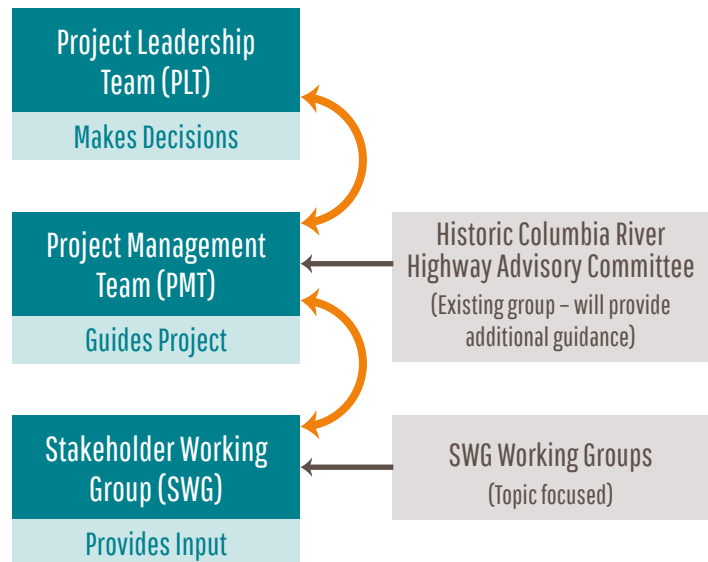 Project Leadership
Team (PLT)
Makes Decisions
Project Management
Team (PMT)
Guides Project
Historic Columbia River
Highway Advisory Committee
(Existing group – will provide
additional guidance)
Stakeholder Working
Group (SWG)
Provides Input
SWG Working Groups
(Topic focused)